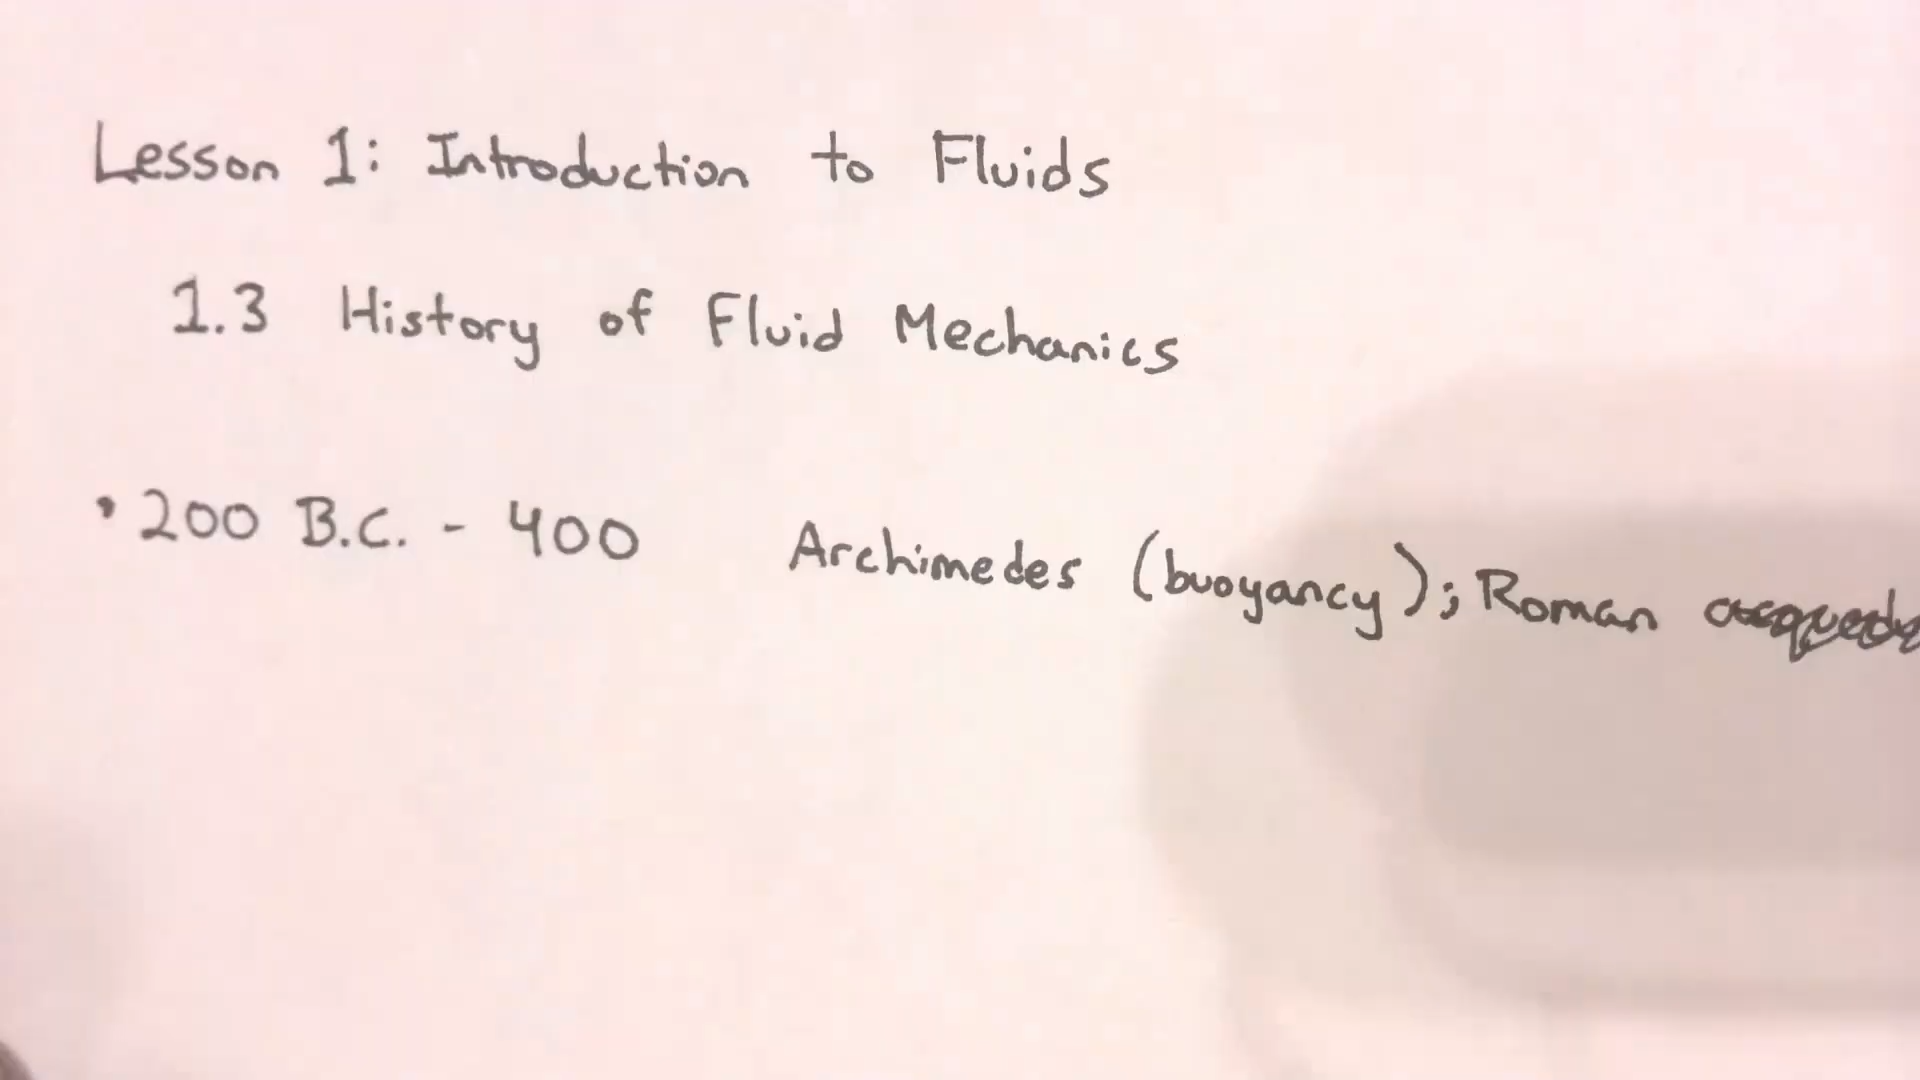 Lesson 1: Introduction to Fluids
1.3 History of Fluid Mechanics
• 200 B.C. - 400 Archimedes (buoyancy); Roman